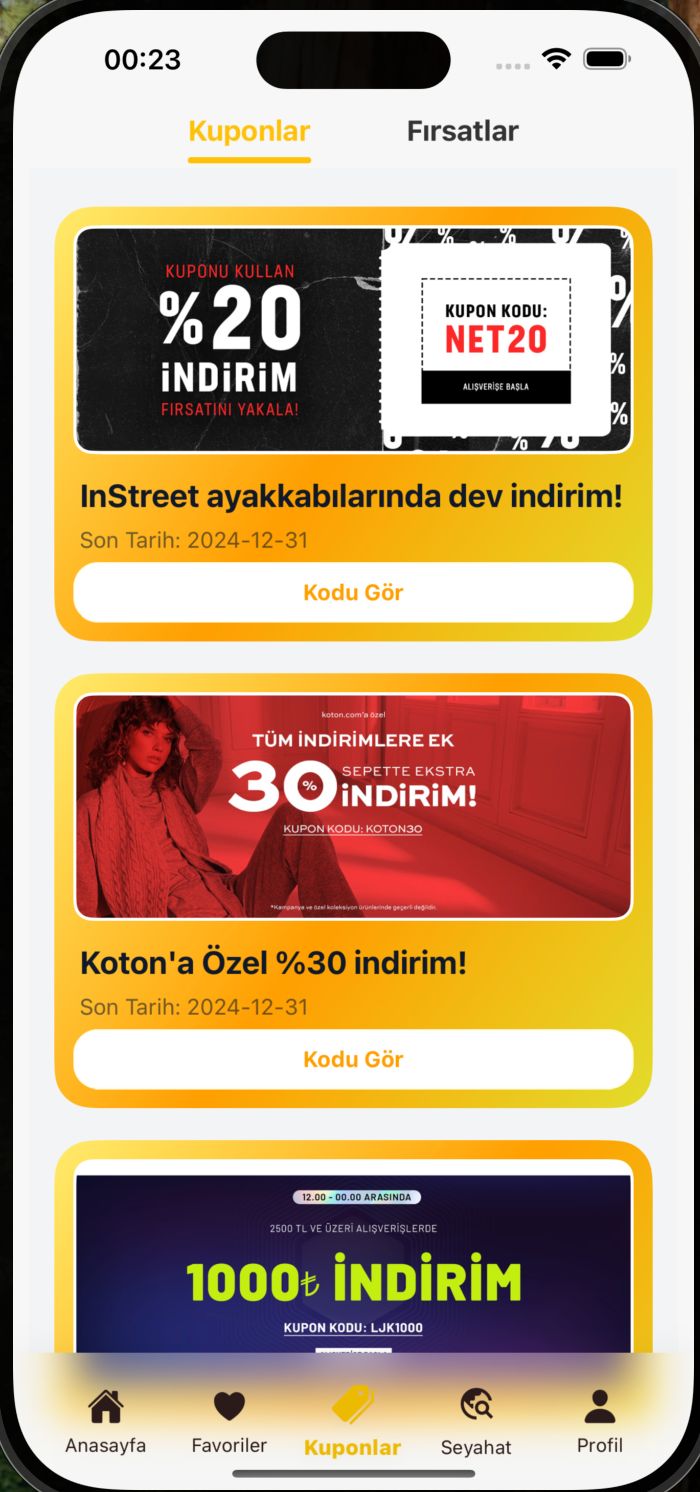 00:23
Kuponlar
Fırsatlar
KUPONU KULLAN
%20
İNDİRİM
FIRSATINI YAKALA!
KUPON KODU:
NET20
ALIŞVERİŞE BAŞLA
InStreet ayakkabılarında dev indirim!
Son Tarih: 2024-12-31
Kodu Gör
koton.com'a özel
TÜM İNDİRİMLERE EK
30%
SEPETTE EKSTRA
İNDİRİM!
KUPON KODU: KOTON30
*Kampanya ve özel koleksiyon ürünlerinde geçerli değildir.
Koton'a Özel %30 indirim!
Son Tarih: 2024-12-31
Kodu Gör
12.00 - 00.00 ARASINDA
2500 TL VE ÜZERİ ALIŞVERİŞLERDE
1000₺ İNDİRİM
KUPON KODU: LJK1000
Anasayfa
Favoriler
Kuponlar
Seyahat
Profil